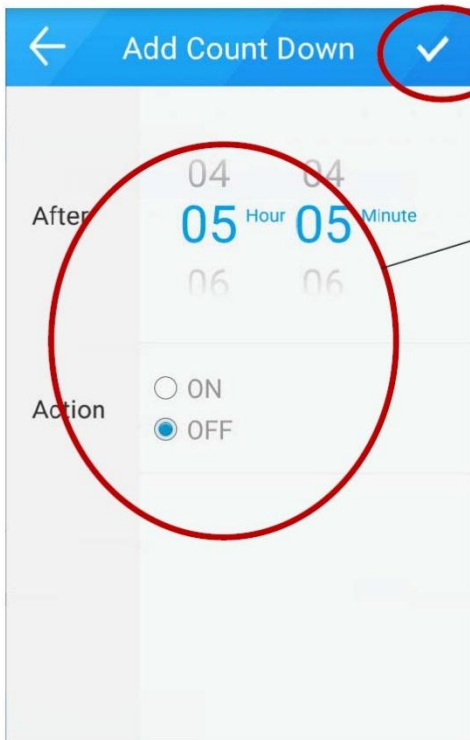 Add Count Down
04 04
After 05 Hour 05 Minute
06 06
ON
Action
OFF